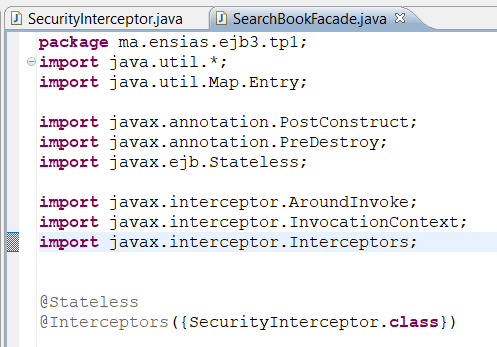 SecurityInterceptor.java SearchBookFacade.java
package ma.ensias.ejb3.tp1;
import java.util.*;
import java.util.Map.Entry;
import javax.annotation.PostConstruct;
import javax.annotation.PreDestroy;
import javax.ejb.Stateless;
import javax.interceptor.AroundInvoke;
import javax.interceptor.InvocationContext;
import javax.interceptor.Interceptors;
@Stateless
@Interceptors({SecurityInterceptor.class})